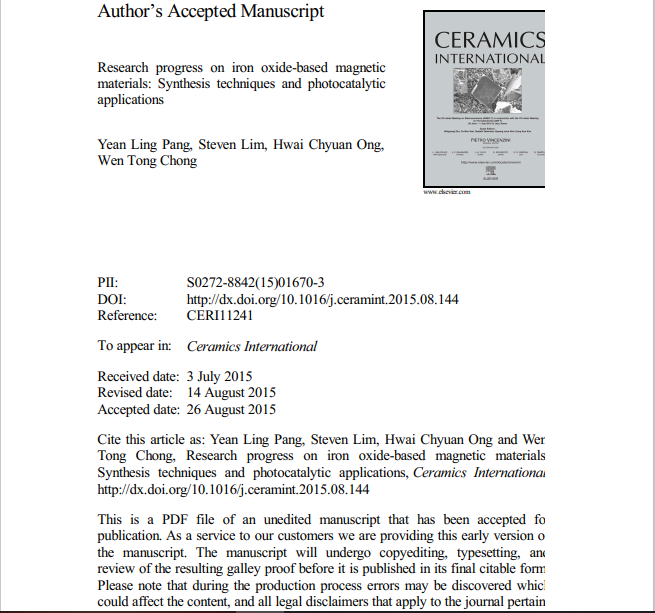 Author's Accepted Manuscript
CERAMICS
INTERNATIONAL
Research progress on iron oxide-based magnetic
materials: Synthesis techniques and photocatalytic
applications
Yean Ling Pang, Steven Lim, Hwai Chyuan Ong,
Wen Tong Chong
PIETRO VINCENZINI
ELSEVIER
www.elsevier.com
PII: S0272-8842(15)01670-3
DOI: http://dx.doi.org/10.1016/j.ceramint.2015.08.144
Reference: CERI11241
To appear in: Ceramics International
Received date: 3 July 2015
Revised date: 14 August 2015
Accepted date: 26 August 2015
Cite this article as: Yean Ling Pang, Steven Lim, Hwai Chyuan Ong and Wen
Tong Chong, Research progress on iron oxide-based magnetic materials
Synthesis techniques and photocatalytic applications, Ceramics International
http://dx.doi.org/10.1016/j.ceramint.2015.08.144
This is a PDF file of an unedited manuscript that has been accepted fo
publication. As a service to our customers we are providing this early version o
the manuscript. The manuscript will undergo copyediting, typesetting, and
review of the resulting galley proof before it is published in its final citable form
Please note that during the production process errors may be discovered whicl
could affect the content, and all legal disclaimers that apply to the journal pertain